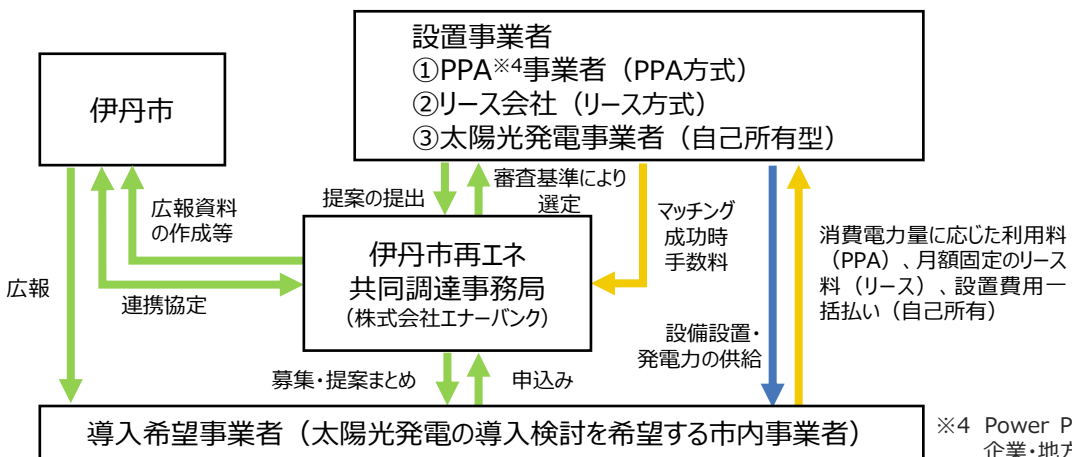 伊丹市
設置事業者
①PPA※4事業者（PPA方式）
②リース会社（リース方式）
③太陽光発電事業者（自己所有型）
提案の提出
審査基準により
選定
マッチング
成功時
手数料
広報資料
の作成等
連携協定
広報
伊丹市再エネ
共同調達事務局
（株式会社エナーバンク）
消費電力量に応じた利用料
（PPA）、月額固定のリース
料（リース）、設置費用一
括払い（自己所有）
設備設置・
発電力の供給
募集・提案まとめ
申込み
導入希望事業者（太陽光発電の導入検討を希望する市内事業者）
※4 Power P
企業・地方